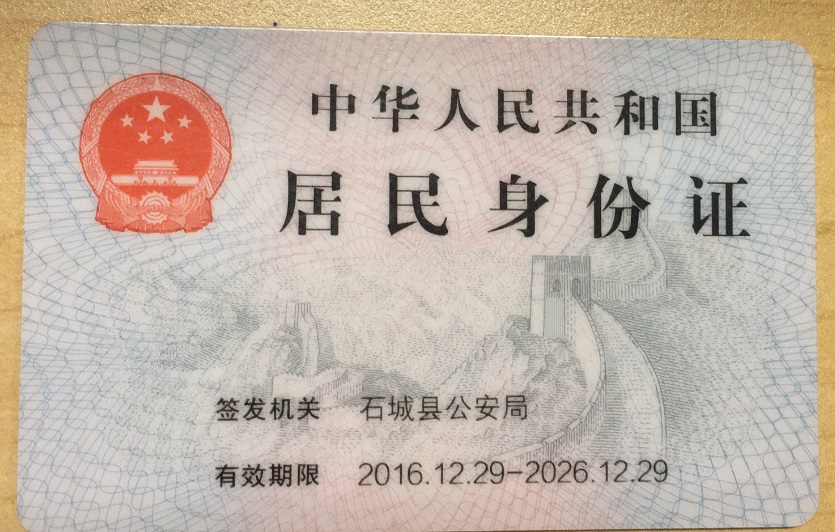 中华人民共和国
居民身份证
签发机关 石城县公安局
有效期限 2016.12.29-2026.12.29